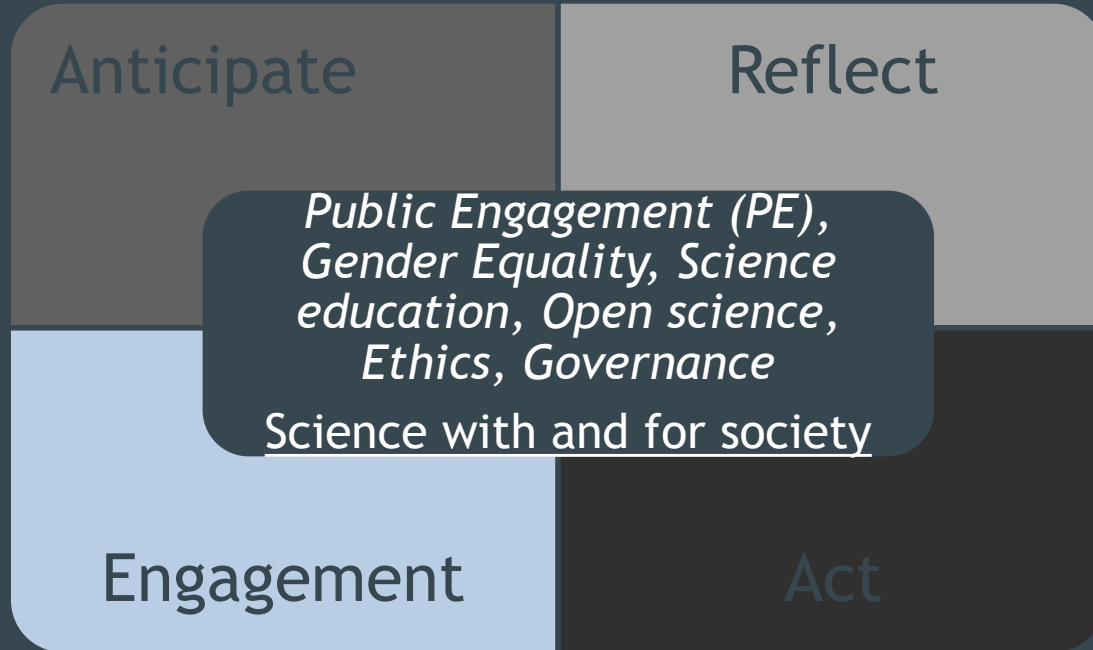 Anticipate
Reflect
Public Engagement (PE),
Gender Equality, Science
education, Open science,
Ethics, Governance
Science with and for society
Engagement
Act